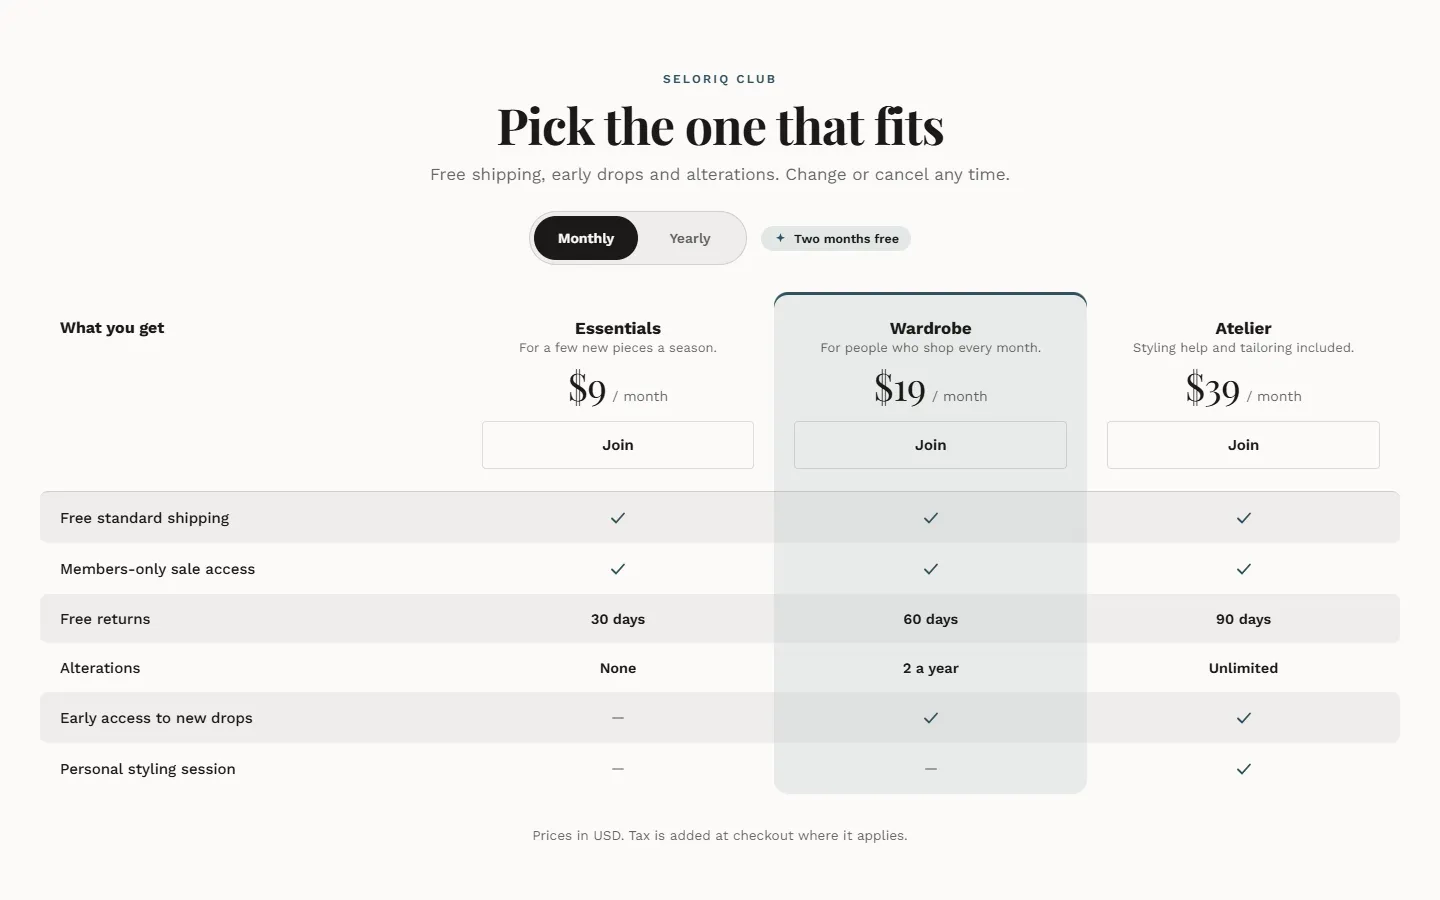 SELORIQ CLUB
Pick the one that fits
Free shipping, early drops and alterations. Change or cancel any time.
Monthly Yearly Two months free
What you get Essentials Wardrobe Atelier
For a few new pieces a season. For people who shop every month. Styling help and tailoring included.
$9 / month $19 / month $39 / month
Join Join Join
Free standard shipping
Members-only sale access
Free returns 30 days 60 days 90 days
Alterations None 2 a year Unlimited
Early access to new drops – ✓ ✓
Personal styling session – – ✓
Prices in USD. Tax is added at checkout where it applies.